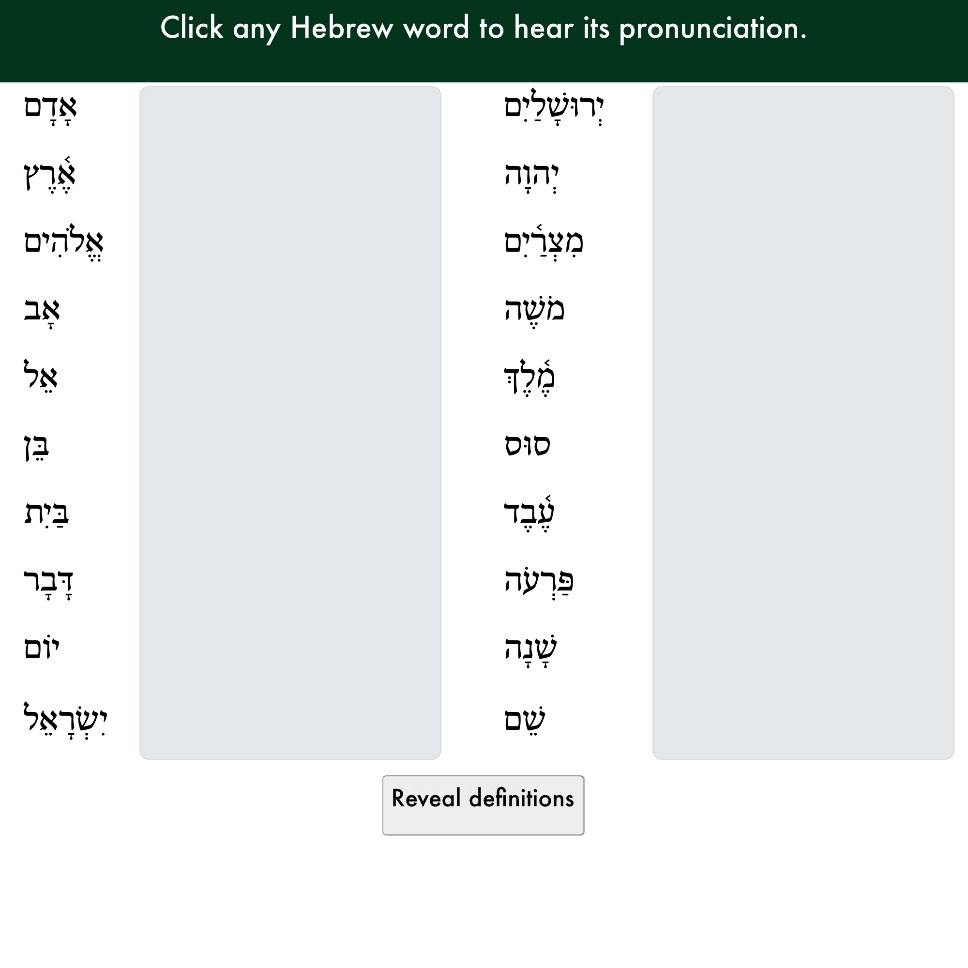 Click any Hebrew word to hear its pronunciation.
אָדָם
אֶ֫רֶץ
אֱלֹהִים
אָב
אֵל
בֵּן
בַּיִת
דָּבָר
יוֹם
יִשְׂרָאֵל
יְרוּשָׁלַיִם
יְהוָה
מִצְרַ֫יִם
מֹשֶׁה
מֶ֫לֶךְ
סוּס
עֶ֫בֶד
פַּרְעֹה
שָׁנָה
שֵׁם
Reveal definitions